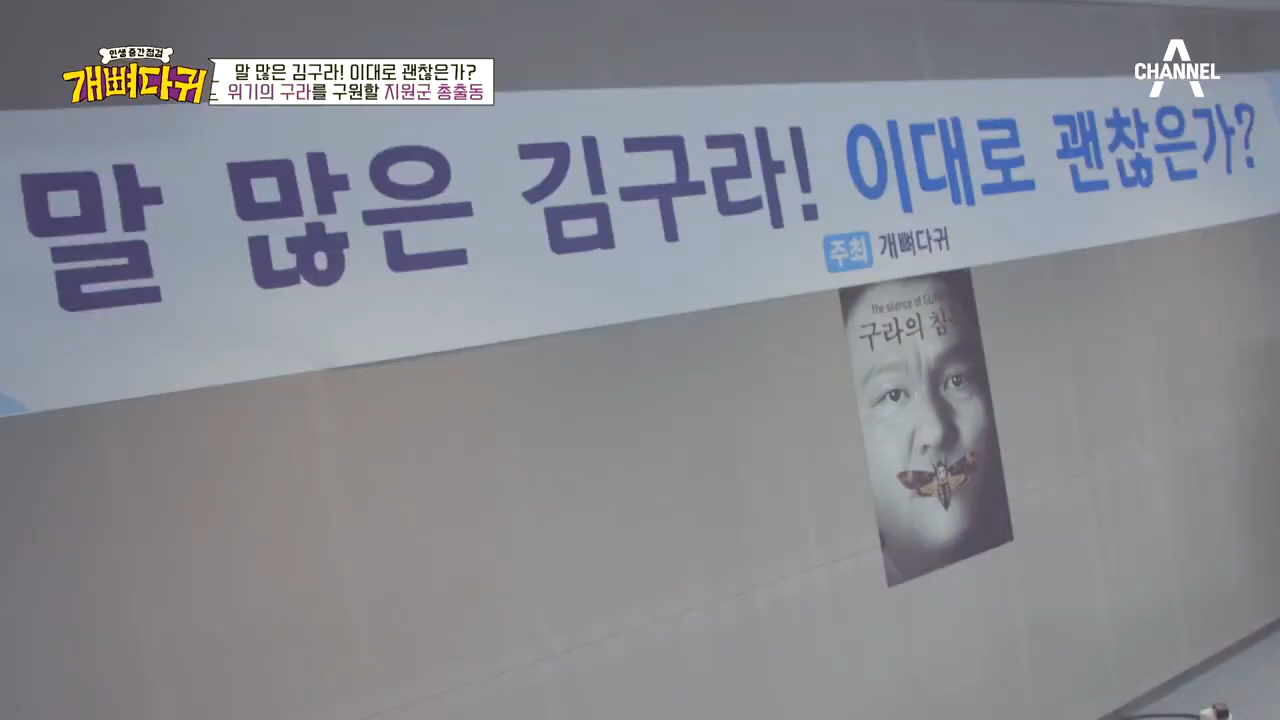 인생 중간점검
개뼈다귀
말 많은 김구라! 이대로 괜찮은가?
위기의 구라를 구원할 지원군 총출동
CHANNEL
말 많은 김구라! 이대로 괜찮은가?
주최 개뼈다귀
The silence of
구라의